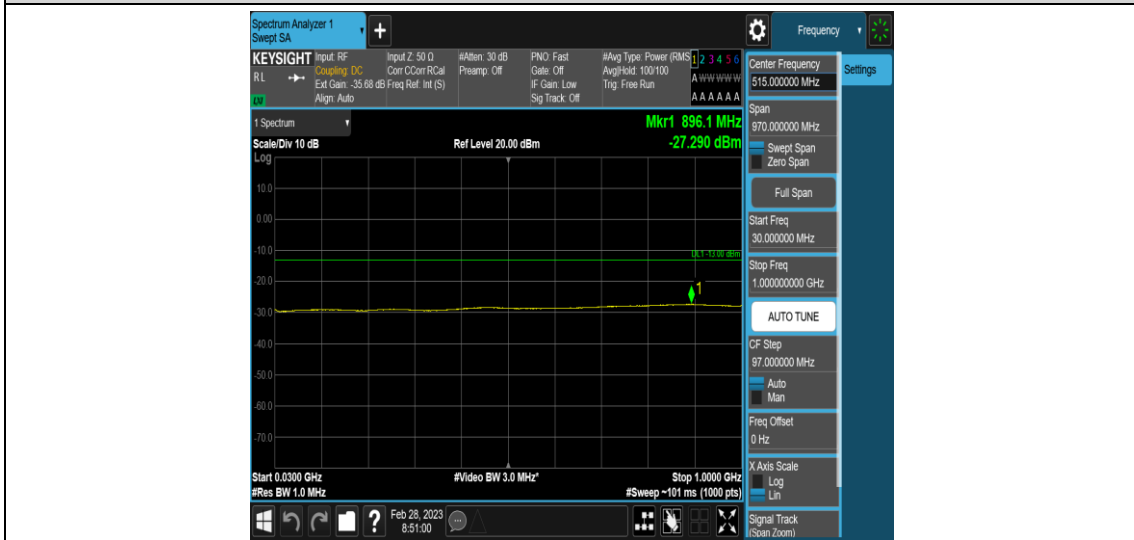 Spectrum Analyzer 1
Swept SA
+
Frequency
KEYSIGHT
RL
LXI
Input: RF
Coupling: DC
Ext Gain: -35.68 dB
Align: Auto
Input Z: 50 Ω
Corr CCorr RCal
Freq Ref: Int (S)
#Atten: 30 dB
Preamp: Off
PNO: Fast
Gate: Off
IF Gain: Low
Sig Track: Off
#Avg Type: Power (RMS
Avg|Hold: 100/100
Trig: Free Run
1 2 3 4 5 6
A WW WW W
A A A A A A
Center Frequency
515.000000 MHz
Settings
1 Spectrum
Mkr1 896.1 MHz
Scale/Div 10 dB
Ref Level 20.00 dBm
-27.290 dBm
Log
10.0
0.00
-10.0
-20.0
-30.0
-40.0
-50.0
-60.0
-70.0
DL1 -13.00 dBm
1
Start 0.0300 GHz
#Video BW 3.0 MHz*
Stop 1.0000 GHz
#Res BW 1.0 MHz
#Sweep ~101 ms (1000 pts)
Span
970.000000 MHz
Swept Span
Zero Span
Full Span
Start Freq
30.000000 MHz
Stop Freq
1.000000000 GHz
AUTO TUNE
CF Step
97.000000 MHz
Auto
Man
Freq Offset
0 Hz
X Axis Scale
Log
Lin
Signal Track
(Span Zoom)
?
Feb 28, 2023
8:51:00